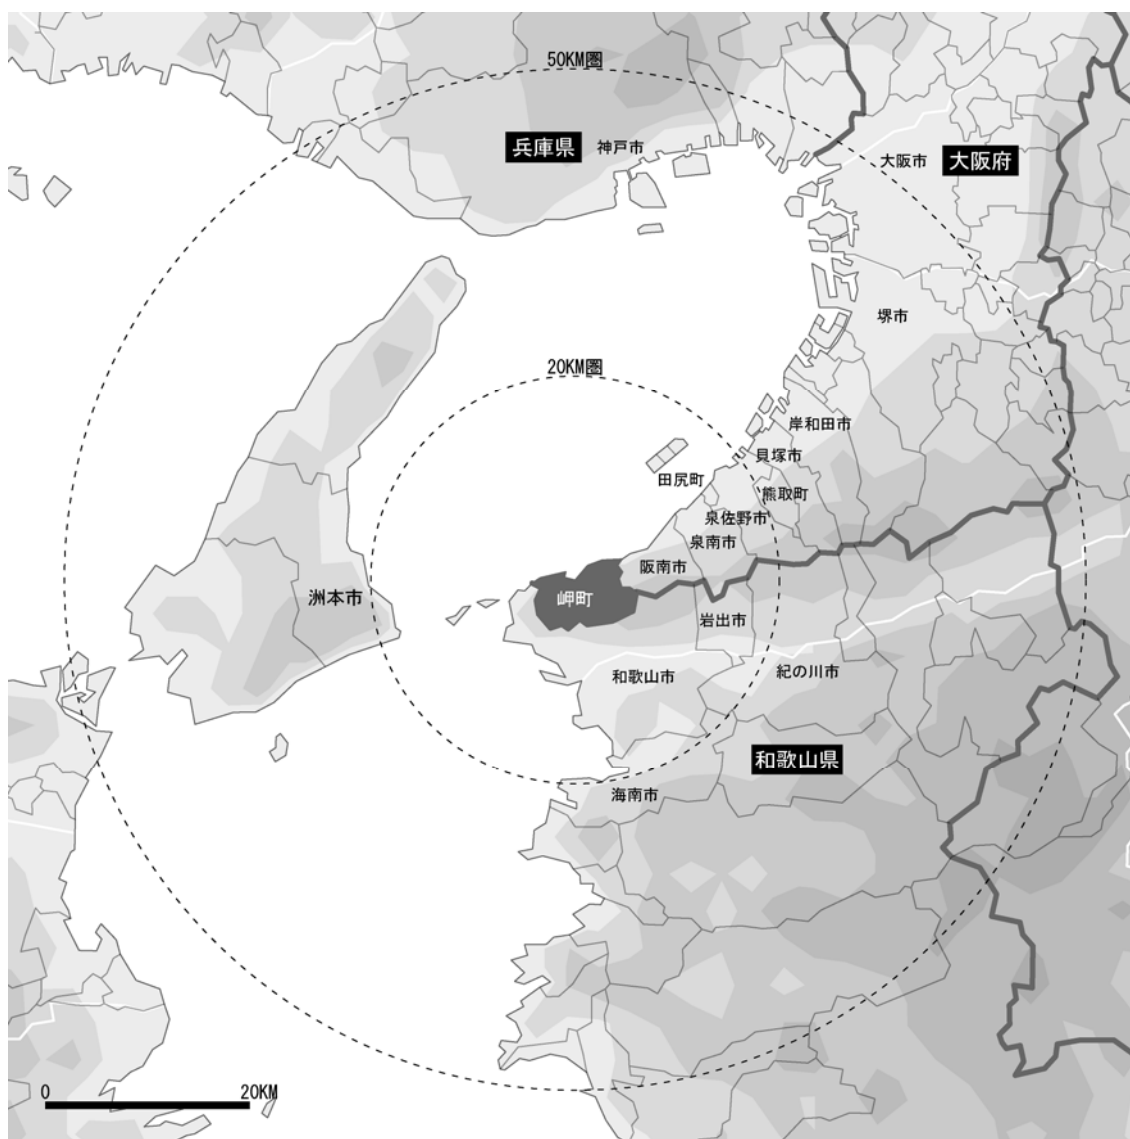 50KM圏
兵庫県
神戸市
大阪市
大阪府
堺市
20KM圏
岸和田市
貝塚市
田尻町
熊取町
泉佐野市
泉南市
阪南市
洲本市
岬町
岩出市
和歌山市
紀の川市
和歌山県
海南市
0
20KM